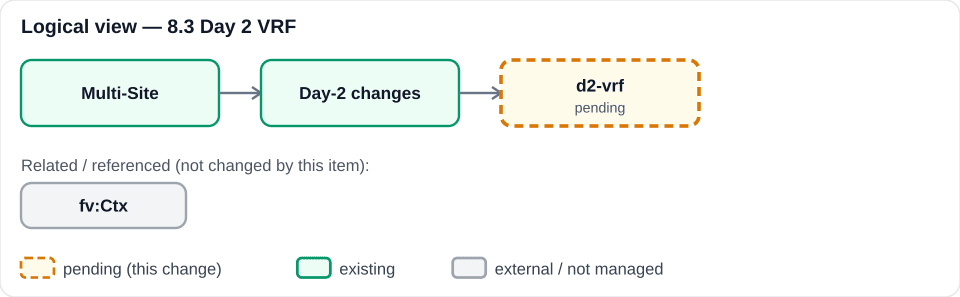 Logical view — 8.3 Day 2 VRF
Multi-Site
Day-2 changes
d2-vrf
pending
Related / referenced (not changed by this item):
fv:Ctx
pending (this change)
existing
external / not managed